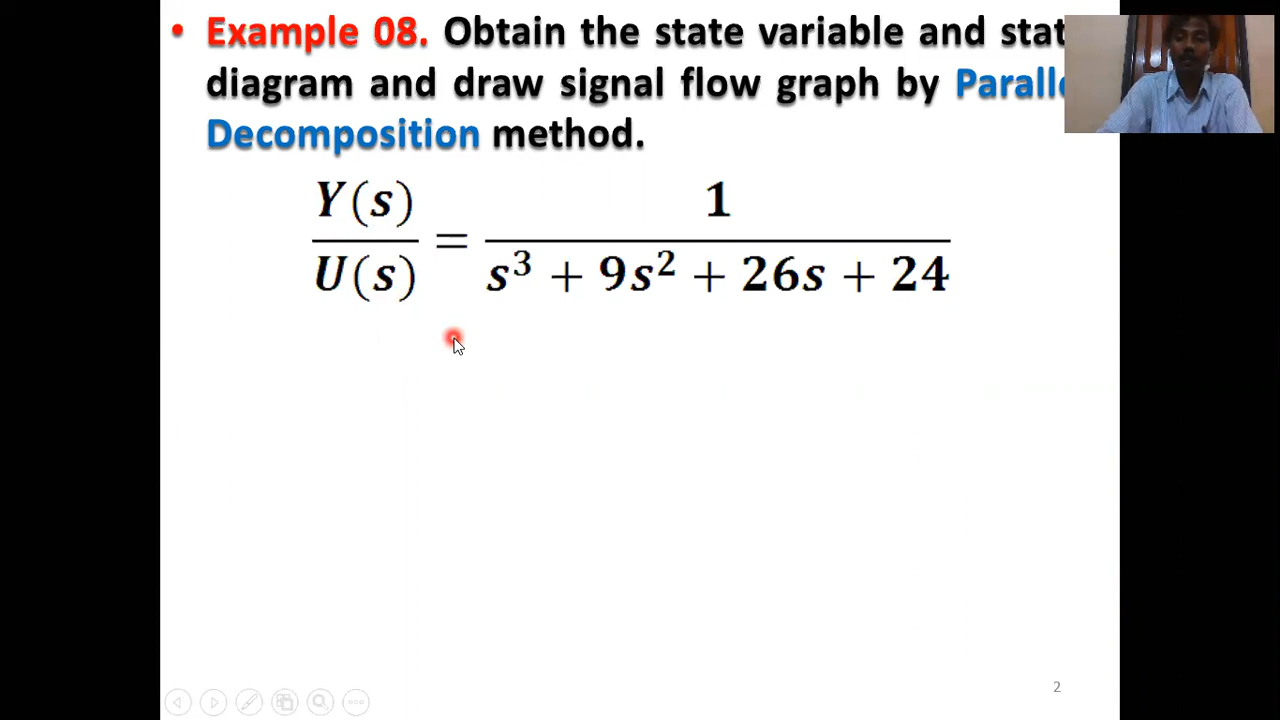 • Example 08. Obtain the state variable and stat
diagram and draw signal flow graph by Paralle
Decomposition method.
Y(s) / U(s) = 1 / s³ + 9s² + 26s + 24
2